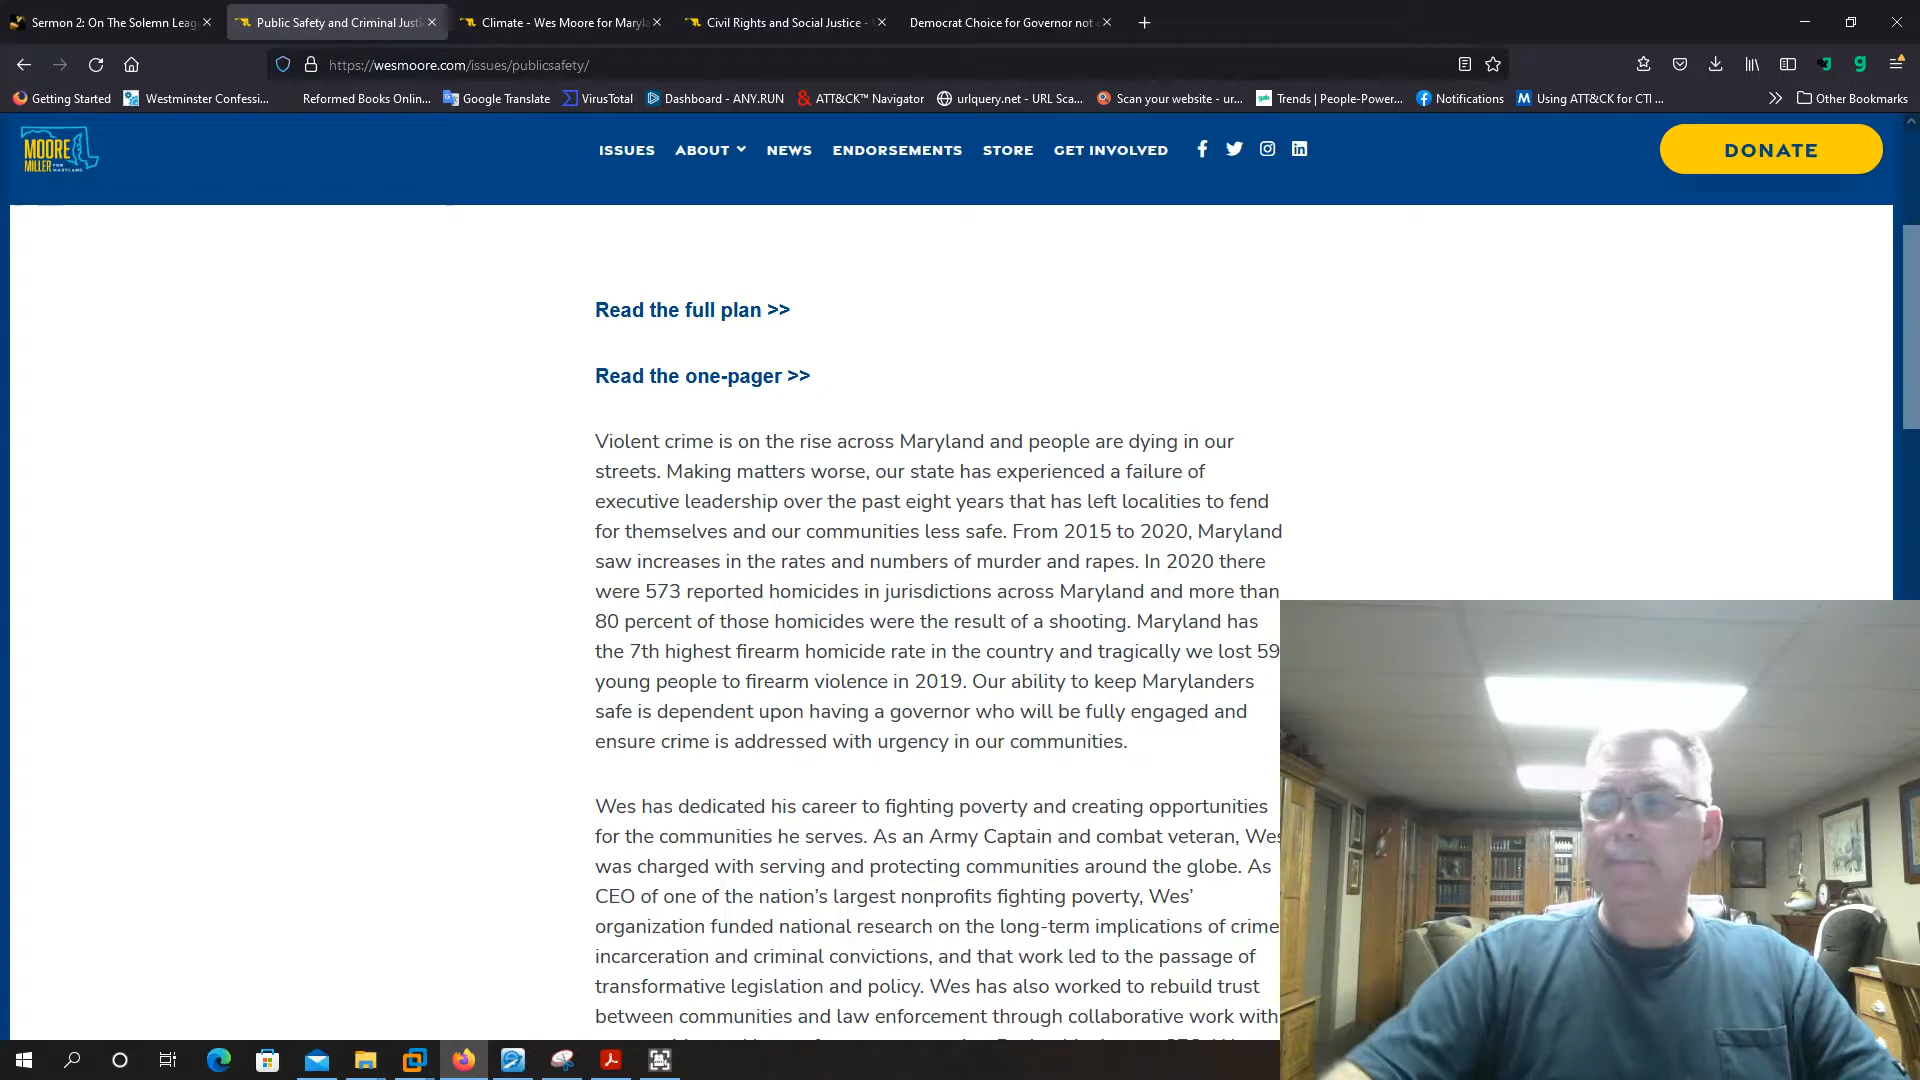 Sermon 2: On The Solemn Leag
Public Safety and Criminal Justi
Climate - Wes Moore for Maryla
Civil Rights and Social Justice -
Democrat Choice for Governor not
https://wesmoore.com/issues/publicsafety/
Getting Started
Westminster Confessi...
Reformed Books Onlin...
Google Translate
VirusTotal
Dashboard - ANY.RUN
ATT&CK™ Navigator
urlquery.net - URL Sca...
Scan your website - ur...
Trends | People-Power...
Notifications
Using ATT&CK for CTI ...
Other Bookmarks
MOORE
MILLER FOR MARYLAND
ISSUES
ABOUT
NEWS
ENDORSEMENTS
STORE
GET INVOLVED
DONATE
Read the full plan >>
Read the one-pager >>
Violent crime is on the rise across Maryland and people are dying in our
streets. Making matters worse, our state has experienced a failure of
executive leadership over the past eight years that has left localities to fend
for themselves and our communities less safe. From 2015 to 2020, Maryland
saw increases in the rates and numbers of murder and rapes. In 2020 there
were 573 reported homicides in jurisdictions across Maryland and more than
80 percent of those homicides were the result of a shooting. Maryland has
the 7th highest firearm homicide rate in the country and tragically we lost 59
young people to firearm violence in 2019. Our ability to keep Marylanders
safe is dependent upon having a governor who will be fully engaged and
ensure crime is addressed with urgency in our communities.
Wes has dedicated his career to fighting poverty and creating opportunities
for the communities he serves. As an Army Captain and combat veteran, Wes
was charged with serving and protecting communities around the globe. As
CEO of one of the nation's largest nonprofits fighting poverty, Wes'
organization funded national research on the long-term implications of crime
incarceration and criminal convictions, and that work led to the passage of
transformative legislation and policy. Wes has also worked to rebuild trust
between communities and law enforcement through collaborative work with